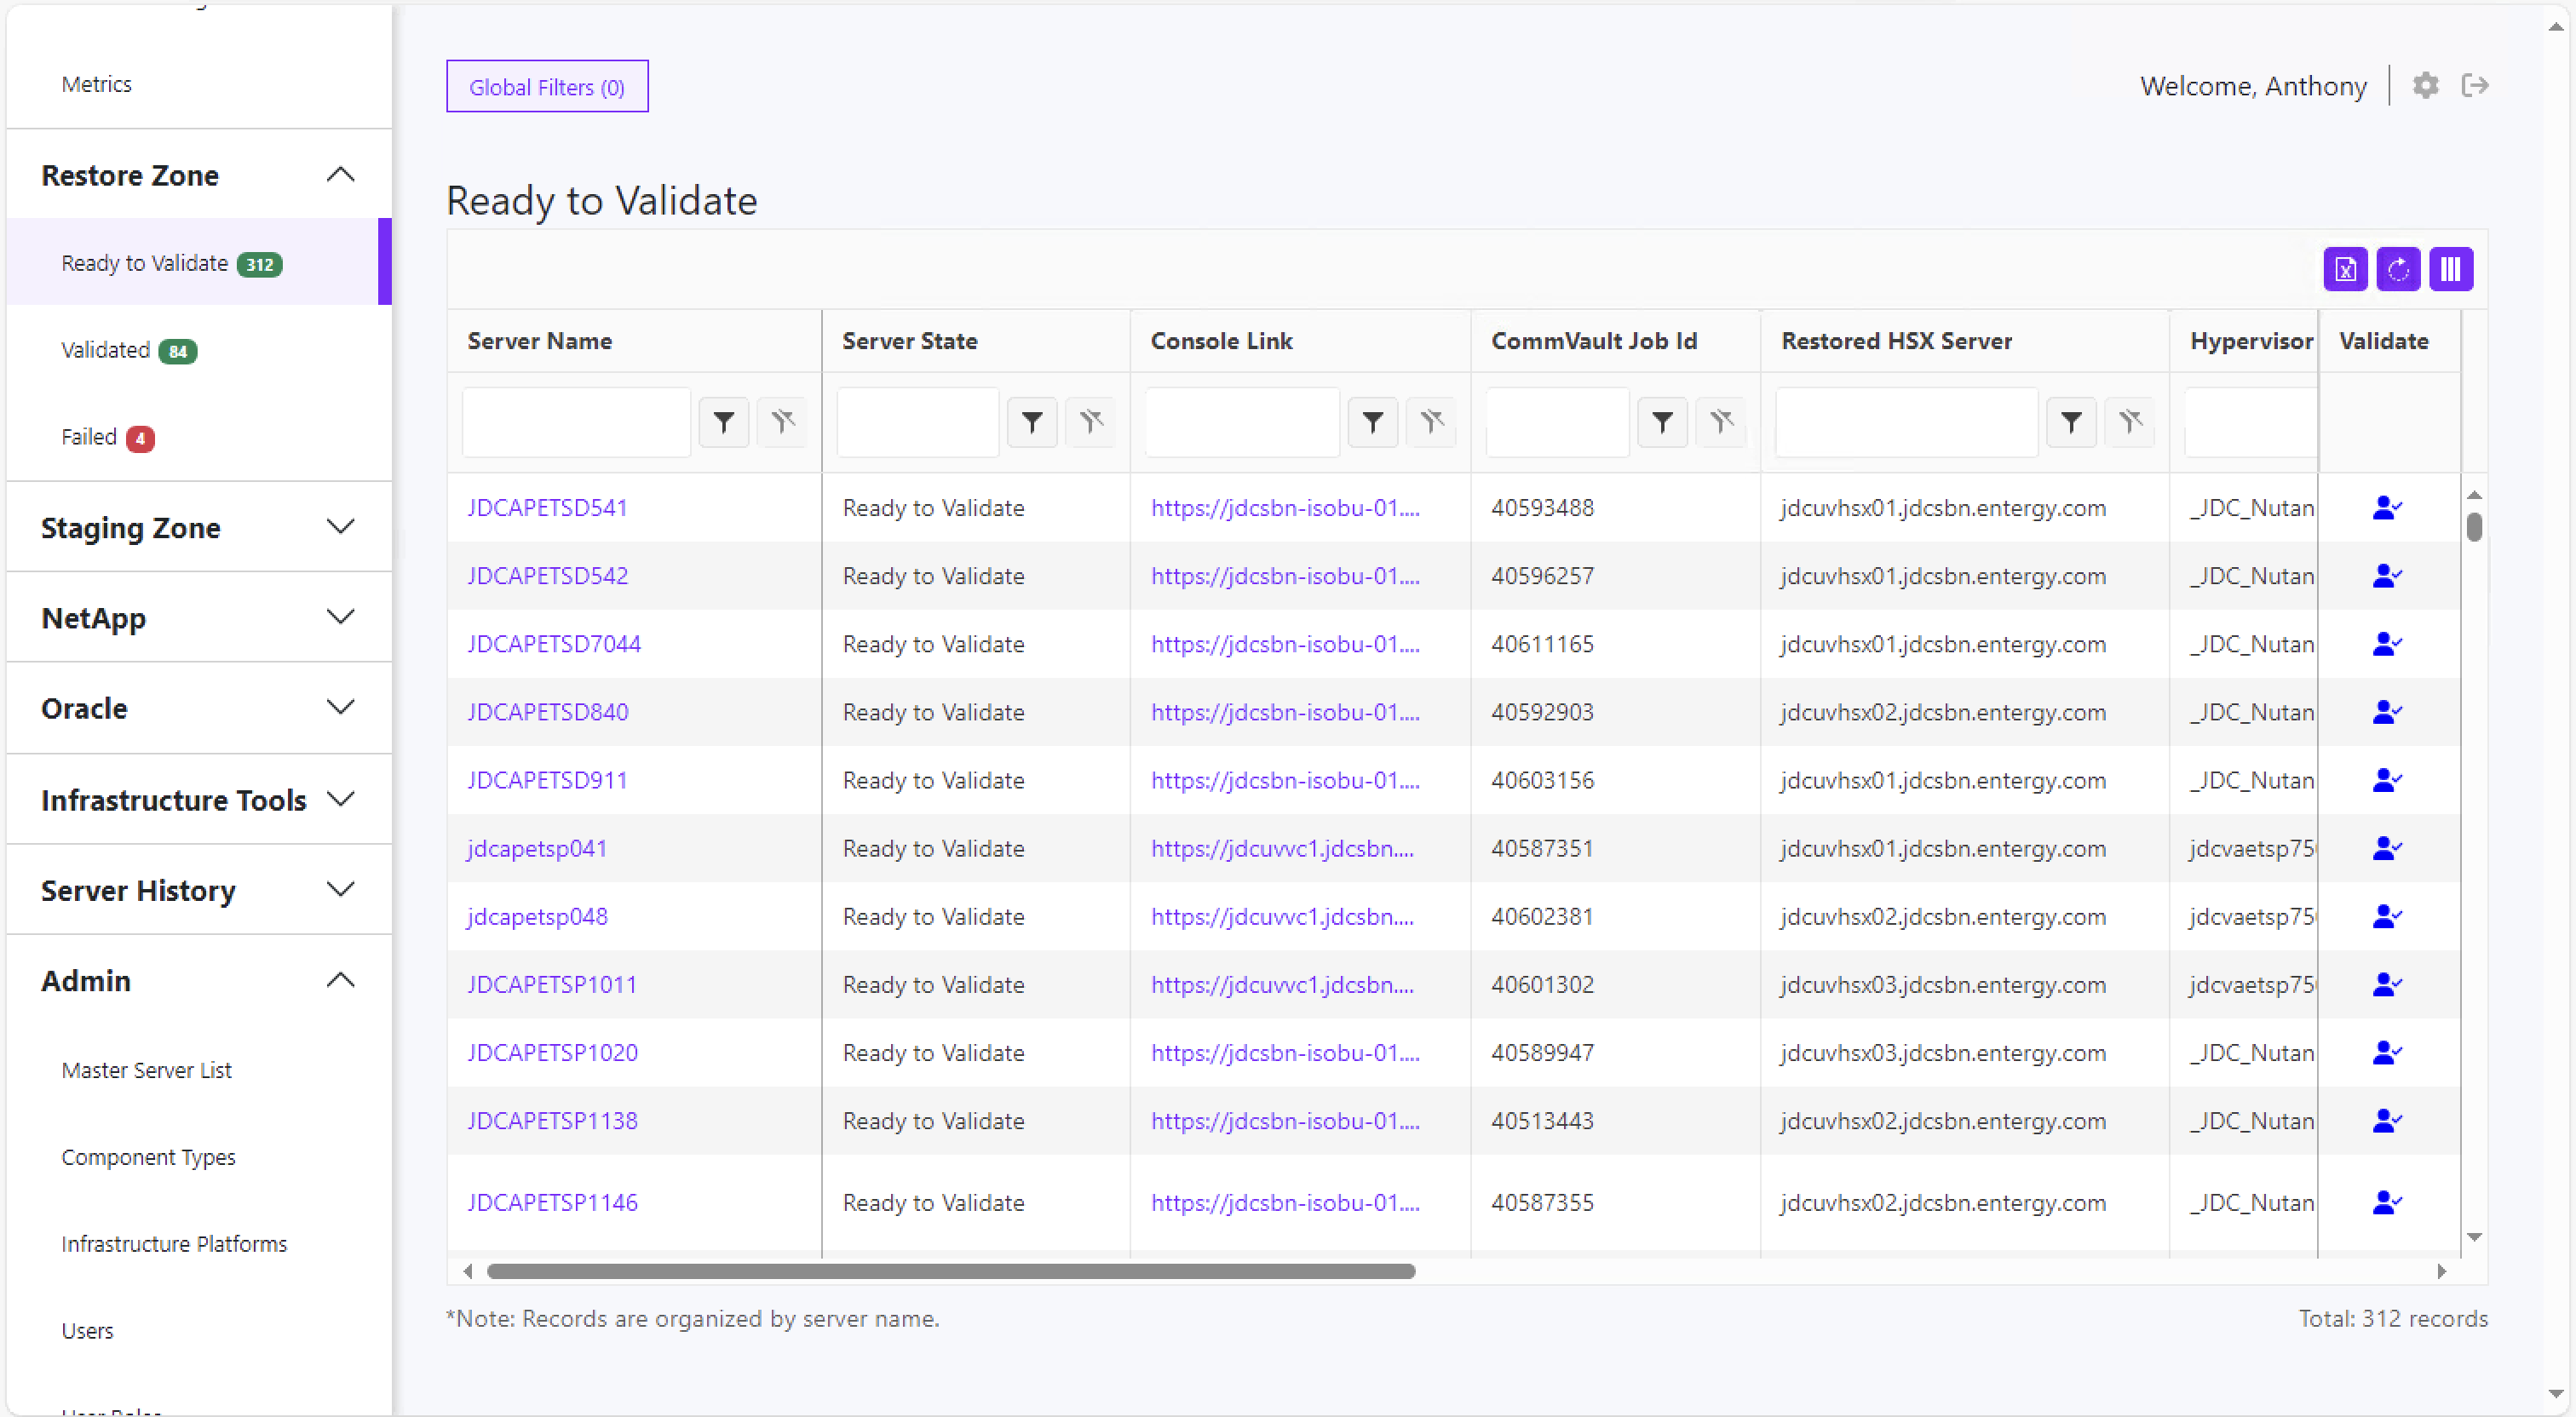 Metrics
Restore Zone
Ready to Validate 312
Validated 84
Failed 4
Staging Zone
NetApp
Oracle
Infrastructure Tools
Server History
Admin
Master Server List
Component Types
Infrastructure Platforms
Users
Global Filters (0)
Welcome, Anthony
Ready to Validate
Server Name Server State Console Link CommVault Job Id Restored HSX Server Hypervisor Validate
JDCAPETSD541 Ready to Validate https://jdcsbn-isobu-01.... 40593488 jdcuvhsx01.jdcsbn.entergy.com _JDC_Nutan
JDCAPETSD542 Ready to Validate https://jdcsbn-isobu-01.... 40596257 jdcuvhsx01.jdcsbn.entergy.com _JDC_Nutan
JDCAPETSD7044 Ready to Validate https://jdcsbn-isobu-01.... 40611165 jdcuvhsx01.jdcsbn.entergy.com _JDC_Nutan
JDCAPETSD840 Ready to Validate https://jdcsbn-isobu-01.... 40592903 jdcuvhsx02.jdcsbn.entergy.com _JDC_Nutan
JDCAPETSD911 Ready to Validate https://jdcsbn-isobu-01.... 40603156 jdcuvhsx01.jdcsbn.entergy.com _JDC_Nutan
jdcapetsp041 Ready to Validate https://jdcuvvc1.jdcsbn.... 40587351 jdcuvhsx01.jdcsbn.entergy.com jdcvaetsp75
jdcapetsp048 Ready to Validate https://jdcuvvc1.jdcsbn.... 40602381 jdcuvhsx02.jdcsbn.entergy.com jdcvaetsp75
JDCAPETSP1011 Ready to Validate https://jdcuvvc1.jdcsbn.... 40601302 jdcuvhsx03.jdcsbn.entergy.com jdcvaetsp75
JDCAPETSP1020 Ready to Validate https://jdcsbn-isobu-01.... 40589947 jdcuvhsx03.jdcsbn.entergy.com _JDC_Nutan
JDCAPETSP1138 Ready to Validate https://jdcsbn-isobu-01.... 40513443 jdcuvhsx02.jdcsbn.entergy.com _JDC_Nutan
JDCAPETSP1146 Ready to Validate https://jdcsbn-isobu-01.... 40587355 jdcuvhsx02.jdcsbn.entergy.com _JDC_Nutan
*Note: Records are organized by server name.
Total: 312 records